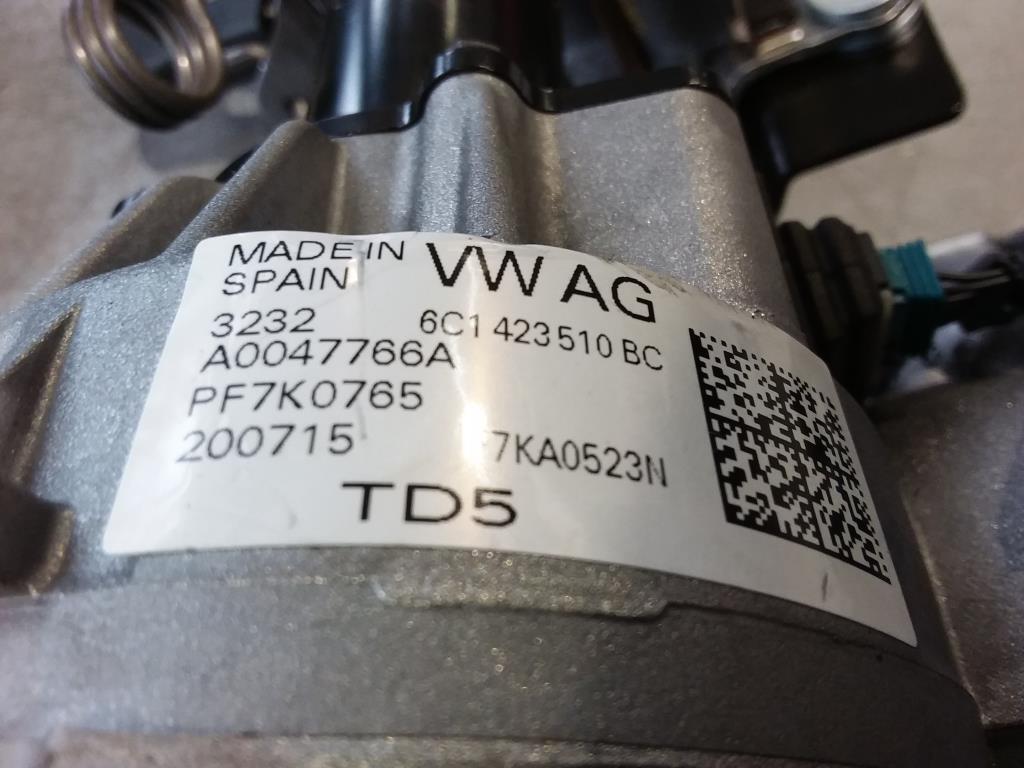 MADE IN VW AG
SPAIN
3232 6C1 423 510 BC
A0047766A
PF7K0765
200715 7KA0523N
TD5